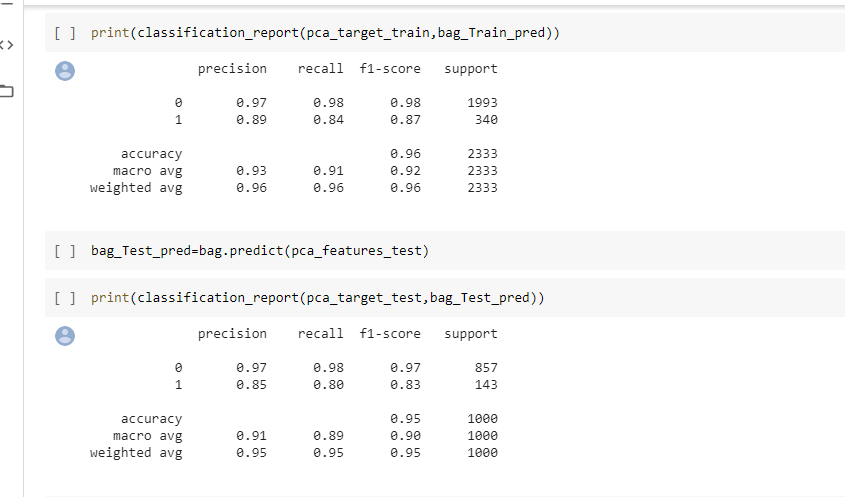 [ ] print(classification_report(pca_target_train,bag_Train_pred))
precision recall f1-score support
0 0.97 0.98 0.98 1993
1 0.89 0.84 0.87 340
accuracy 0.96 2333
macro avg 0.93 0.91 0.92 2333
weighted avg 0.96 0.96 0.96 2333
[ ] bag_Test_pred=bag.predict(pca_features_test)
[ ] print(classification_report(pca_target_test,bag_Test_pred))
precision recall f1-score support
0 0.97 0.98 0.97 857
1 0.85 0.80 0.83 143
accuracy 0.95 1000
macro avg 0.91 0.89 0.90 1000
weighted avg 0.95 0.95 0.95 1000